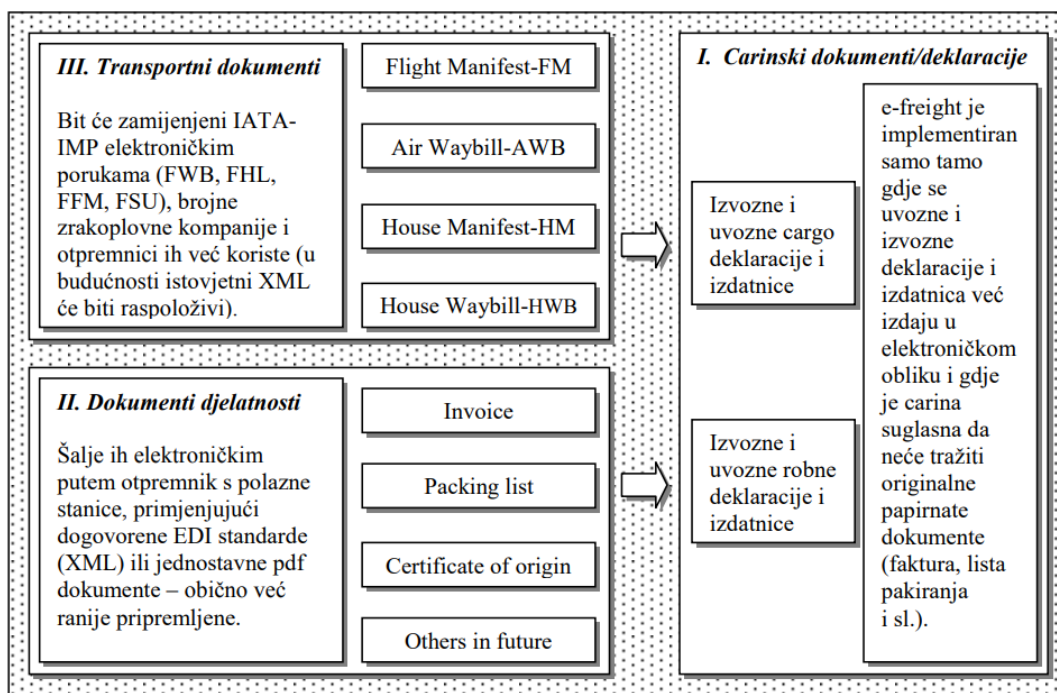 III. Transportni dokumenti
Bit će zamijenjeni IATA-
IMP elektroničkim
porukama (FWB, FHL,
FFM, FSU), brojne
zrakoplovne kompanije i
otpremnici ih već koriste (u
budućnosti istovjetni XML
će biti raspoloživi).
Flight Manifest-FM
Air Waybill-AWB
House Manifest-HM
House Waybill-HWB
II. Dokumenti djelatnosti
Šalje ih elektroničkim
putem otpremnik s polazne
stanice, primjenjujući
dogovorene EDI standarde
(XML) ili jednostavne pdf
dokumente – obično već
ranije pripremljene.
Invoice
Packing list
Certificate of origin
Others in future
I. Carinski dokumenti/deklaracije
Izvozne i
uvozne cargo
deklaracije i
izdatnice
Izvozne i
uvozne robne
deklaracije i
izdatnice
e-freight je
implementiran
samo tamo
gdje se
uvozne i
izvozne
deklaracije i
izdatnica već
izdaju u
elektroničkom
obliku i gdje
je carina
suglasna da
neće tražiti
originalne
papirnate
dokumente
(faktura, lista
pakiranja
i sl.).